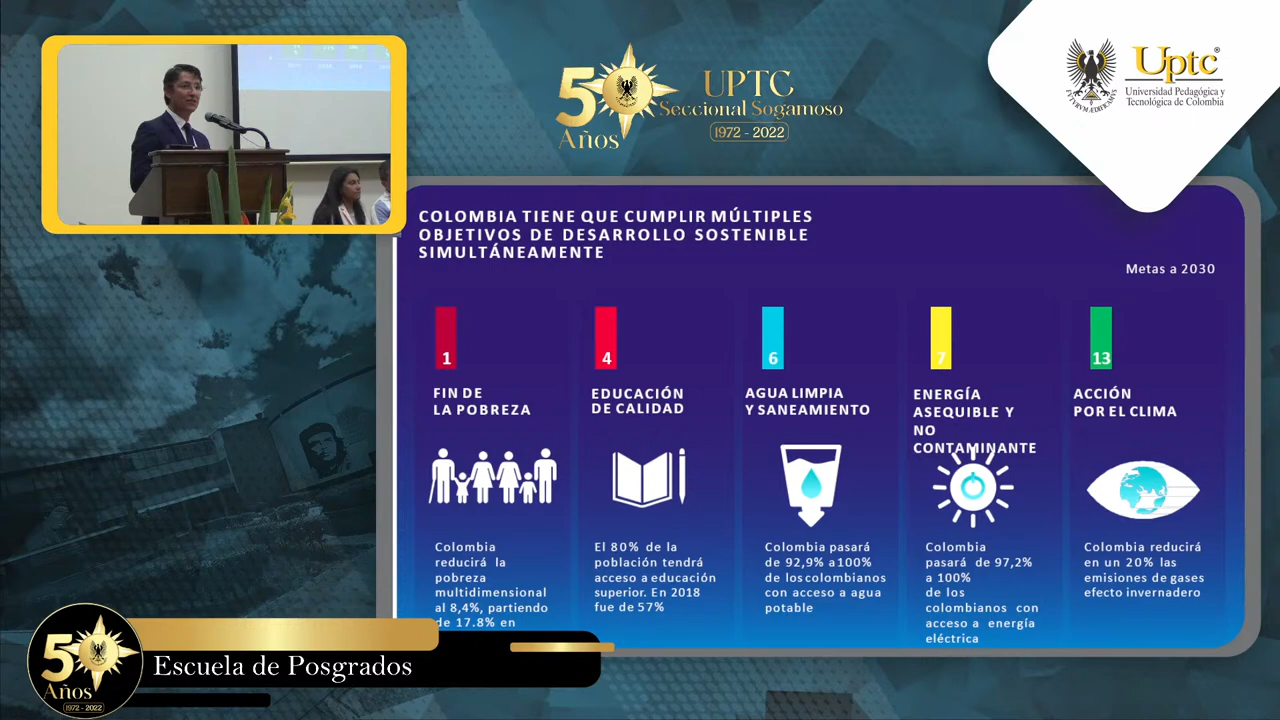 50
Años
UPTC
Seccional Sogamoso
1972 - 2022
Uptc®
Universidad Pedagógica y
Tecnológica de Colombia
COLOMBIA TIENE QUE CUMPLIR MÚLTIPLES
OBJETIVOS DE DESARROLLO SOSTENIBLE
SIMULTÁNEAMENTE
Metas a 2030
1
FIN DE
LA POBREZA
Colombia
reducirá la
pobreza
multidimensional
al 8,4%, partiendo
de 17.8% en
4
EDUCACIÓN
DE CALIDAD
El 80% de la
población tendrá
acceso a educación
superior. En 2018
fue de 57%
6
AGUA LIMPIA
Y SANEAMIENTO
Colombia pasará
de 92,9% a100%
de los colombianos
con acceso a agua
potable
7
ENERGÍA
ASEQUIBLE Y
NO
CONTAMINANTE
Colombia
pasará de 97,2%
a 100%
de los
colombianos con
acceso a energía
eléctrica
13
ACCIÓN
POR EL CLIMA
Colombia reducirá
en un 20% las
emisiones de gases
efecto invernadero
50
Años
1972 - 2022
Escuela de Posgrados